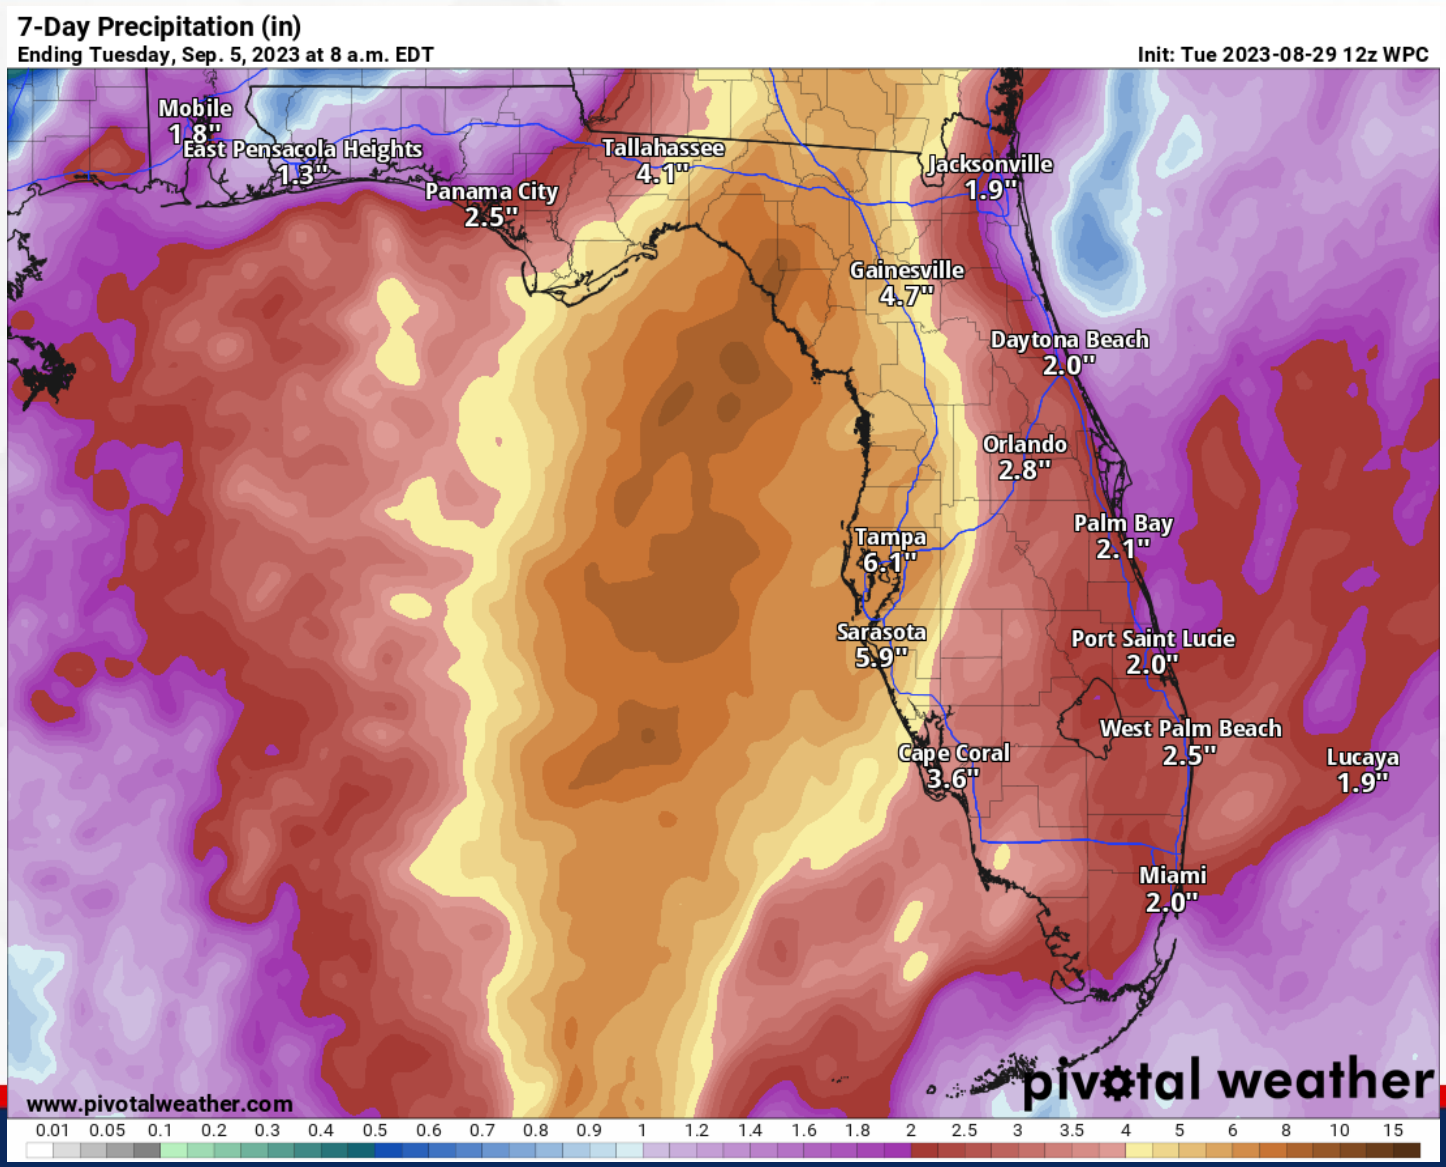 7-Day Precipitation (in)
Ending Tuesday, Sep. 5, 2023 at 8 a.m. EDT
Init: Tue 2023-08-29 12z WPC
Mobile
1.8"
East Pensacola Heights
1.3"
Panama City
2.5"
Tallahassee
4.1"
Jacksonville
1.9"
Gainesville
4.7"
Daytona Beach
2.0"
Orlando
2.8"
Palm Bay
2.1"
Tampa
6.1"
Sarasota
5.9"
Port Saint Lucie
2.0"
West Palm Beach
2.5"
Cape Coral
3.6"
Lucaya
1.9"
Miami
2.0"
pivotal weather
www.pivotalweather.com
0.01 0.05 0.1 0.2 0.3 0.4 0.5 0.6 0.7 0.8 0.9 1 1.2 1.4 1.6 1.8 2 2.5 3 3.5 4 5 6 8 10 15